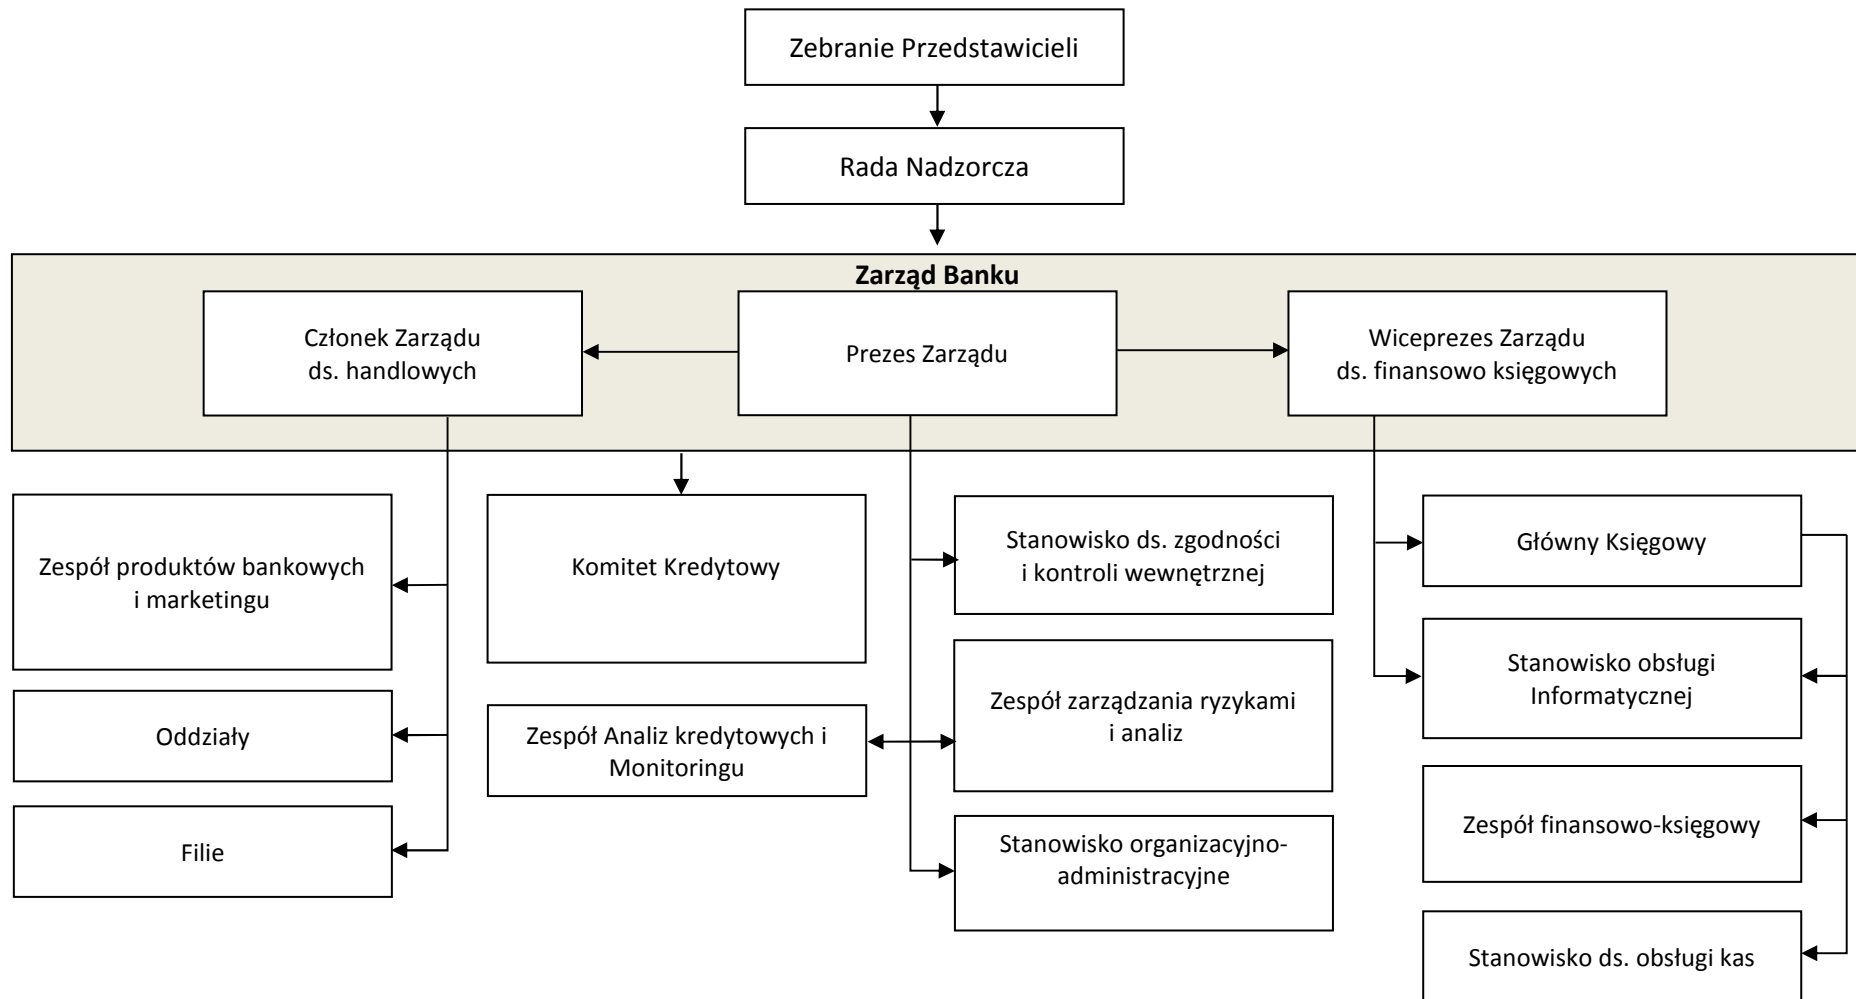 Zebranie Przedstawicieli
Rada Nadzorcza
Zarząd Banku
Członek Zarządu
ds. handlowych
Prezes Zarządu
Wiceprezes Zarządu
ds. finansowo księgowych
Zespół produktów bankowych
i marketingu
Oddziały
Filie
Komitet Kredytowy
Zespół Analiz kredytowych i
Monitoringu
Stanowisko ds. zgodności
i kontroli wewnętrznej
Zespół zarządzania ryzykami
i analiz
Stanowisko organizacyjno-
administracyjne
Główny Księgowy
Stanowisko obsługi
Informatycznej
Zespół finansowo-księgowy
Stanowisko ds. obsługi kas